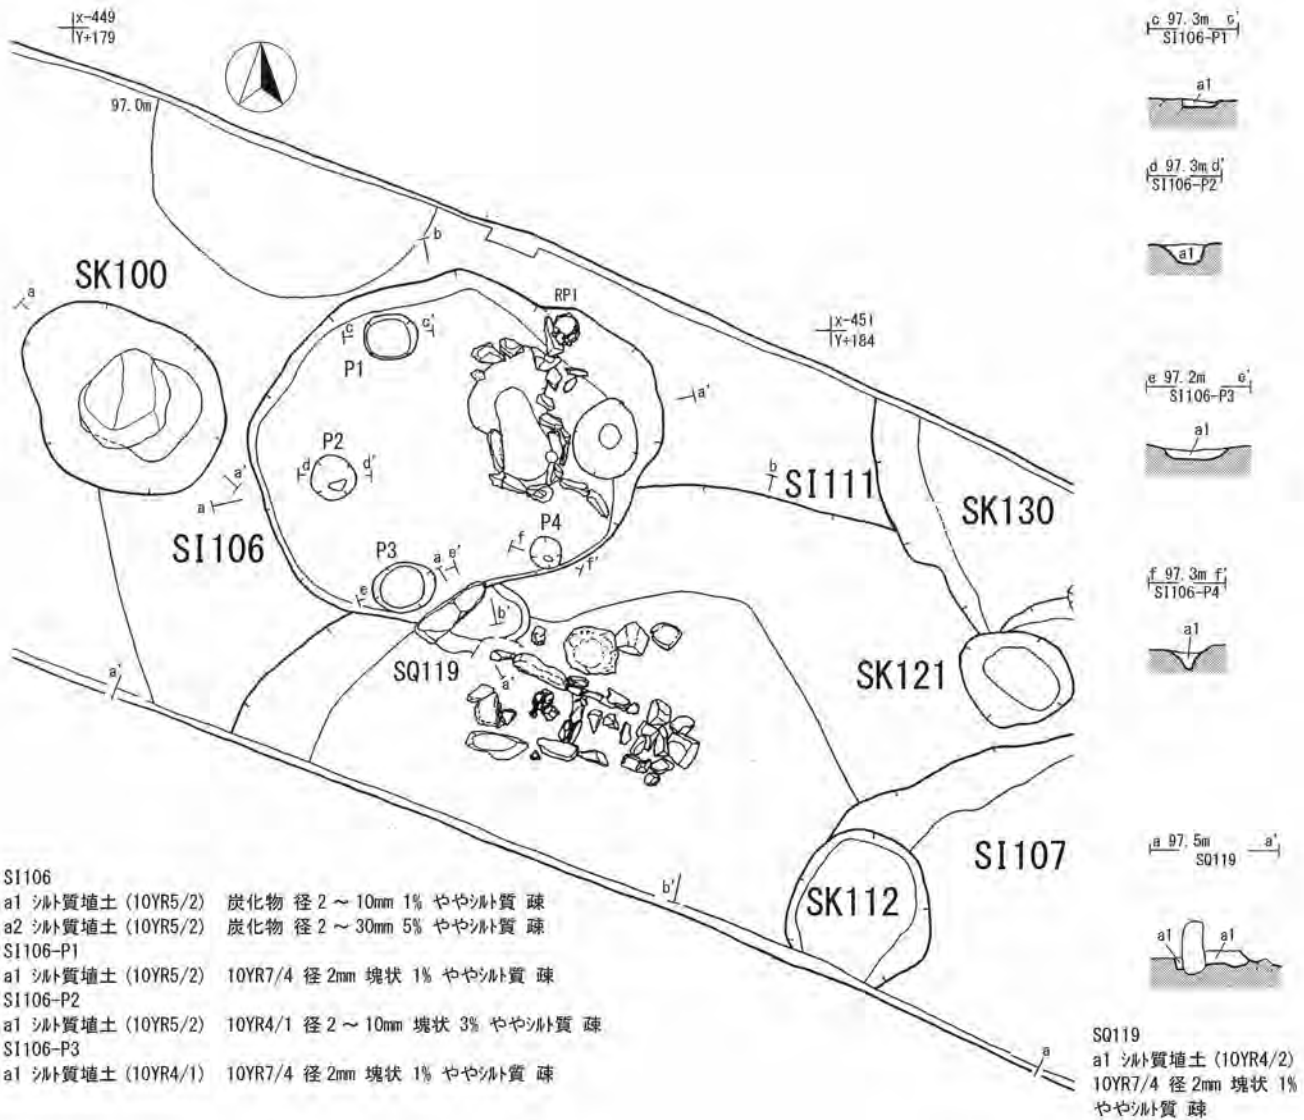 x-449
Y+179
97.0m
b
SK100
a
RP1
c c'
P1
x-451
Y+184
a'
P2
d d'
a'
a
b
SI111
SK130
SI106
P4
f
f'
P3
a e'
e
b'
SQ119
a'
a'
SK121
SI107
SK112
b'
a
c 97.3m c'
SI106-P1
a1
d 97.3m d'
SI106-P2
a1
e 97.2m e'
SI106-P3
a1
f 97.3m f'
SI106-P4
a1
a 97.5m a'
SQ119
a1 a1
SI106
a1 シルト質埴土 (10YR5/2) 炭化物 径 2 ~ 10mm 1% ややシルト質 疎
a2 シルト質埴土 (10YR5/2) 炭化物 径 2 ~ 30mm 5% ややシルト質 疎
SI106-P1
a1 シルト質埴土 (10YR5/2) 10YR7/4 径 2mm 塊状 1% ややシルト質 疎
SI106-P2
a1 シルト質埴土 (10YR5/2) 10YR4/1 径 2 ~ 10mm 塊状 3% ややシルト質 疎
SI106-P3
a1 シルト質埴土 (10YR4/1) 10YR7/4 径 2mm 塊状 1% ややシルト質 疎
SQ119
a1 シルト質埴土 (10YR4/2)
10YR7/4 径 2mm 塊状 1%
ややシルト質 疎